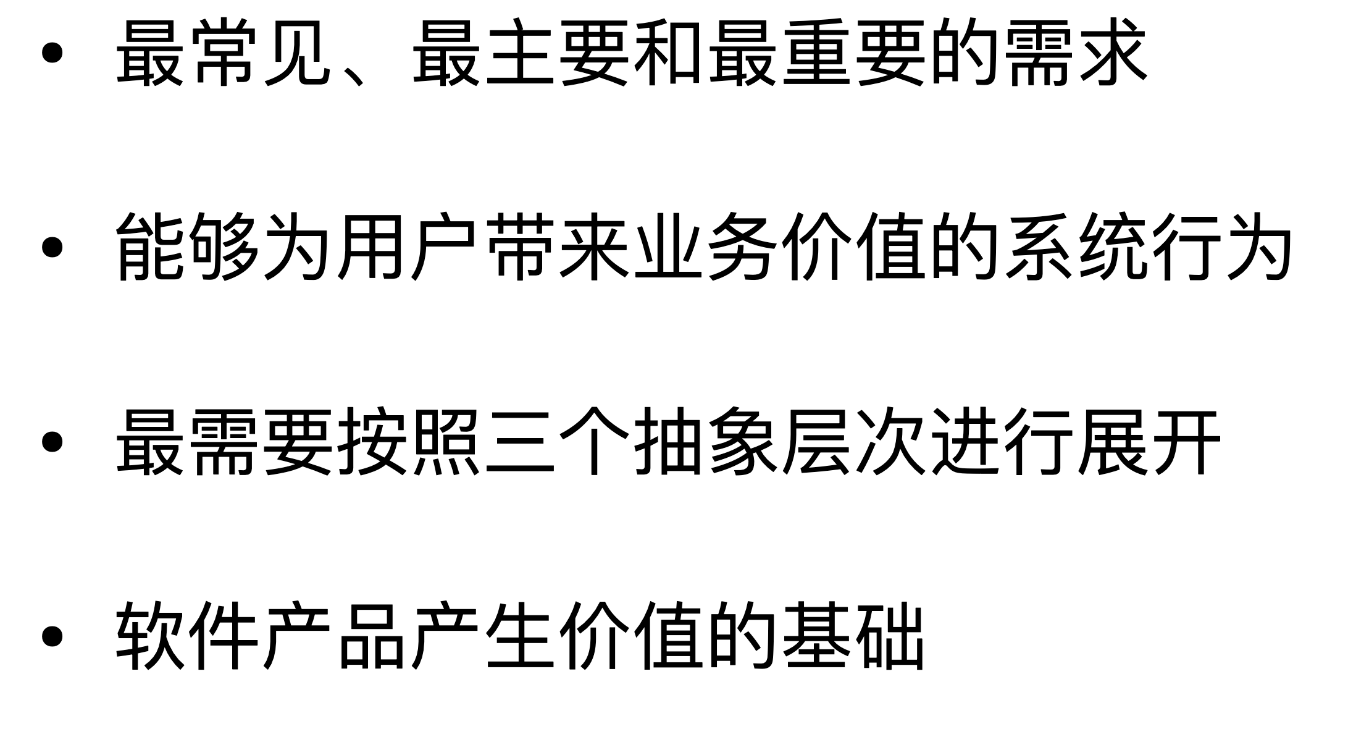 • 最常见、最主要和最重要的需求
• 能够为用户带来业务价值的系统行为
• 最需要按照三个抽象层次进行展开
• 软件产品产生价值的基础